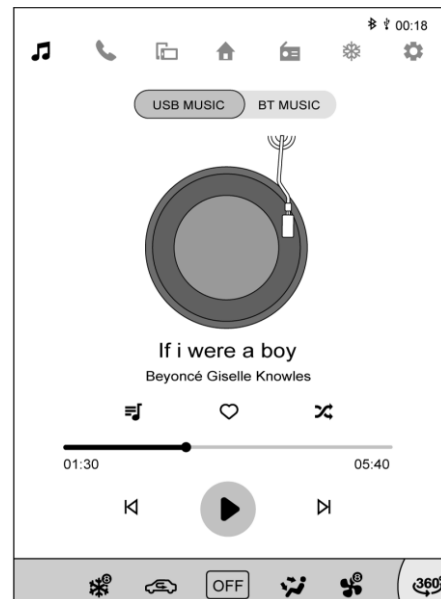 00:18
USB MUSIC BT MUSIC
If i were a boy
Beyoncé Giselle Knowles
01:30 05:40
OFF
360°